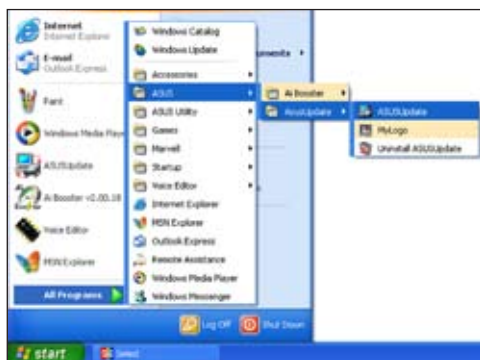 Internet
Internet Explorer
E-mail
Outlook Express
Paint
Windows Media Player
ASUSUpdate
Ai Booster v2.00.18
Voice Editor
MSN Explorer
All Programs
Windows Catalog
Windows Update
Accessories
ASUS
ASUS Utility
Games
Marvell
Startup
Voice Editor
Internet Explorer
MSN Explorer
Outlook Express
Remote Assistance
Windows Media Player
Windows Messenger
uments
Ai Booster
AsusUpdate
ASUSUpdate
MyLogo
Uninstall ASUSUpdate
Log Off
Shut Down
start